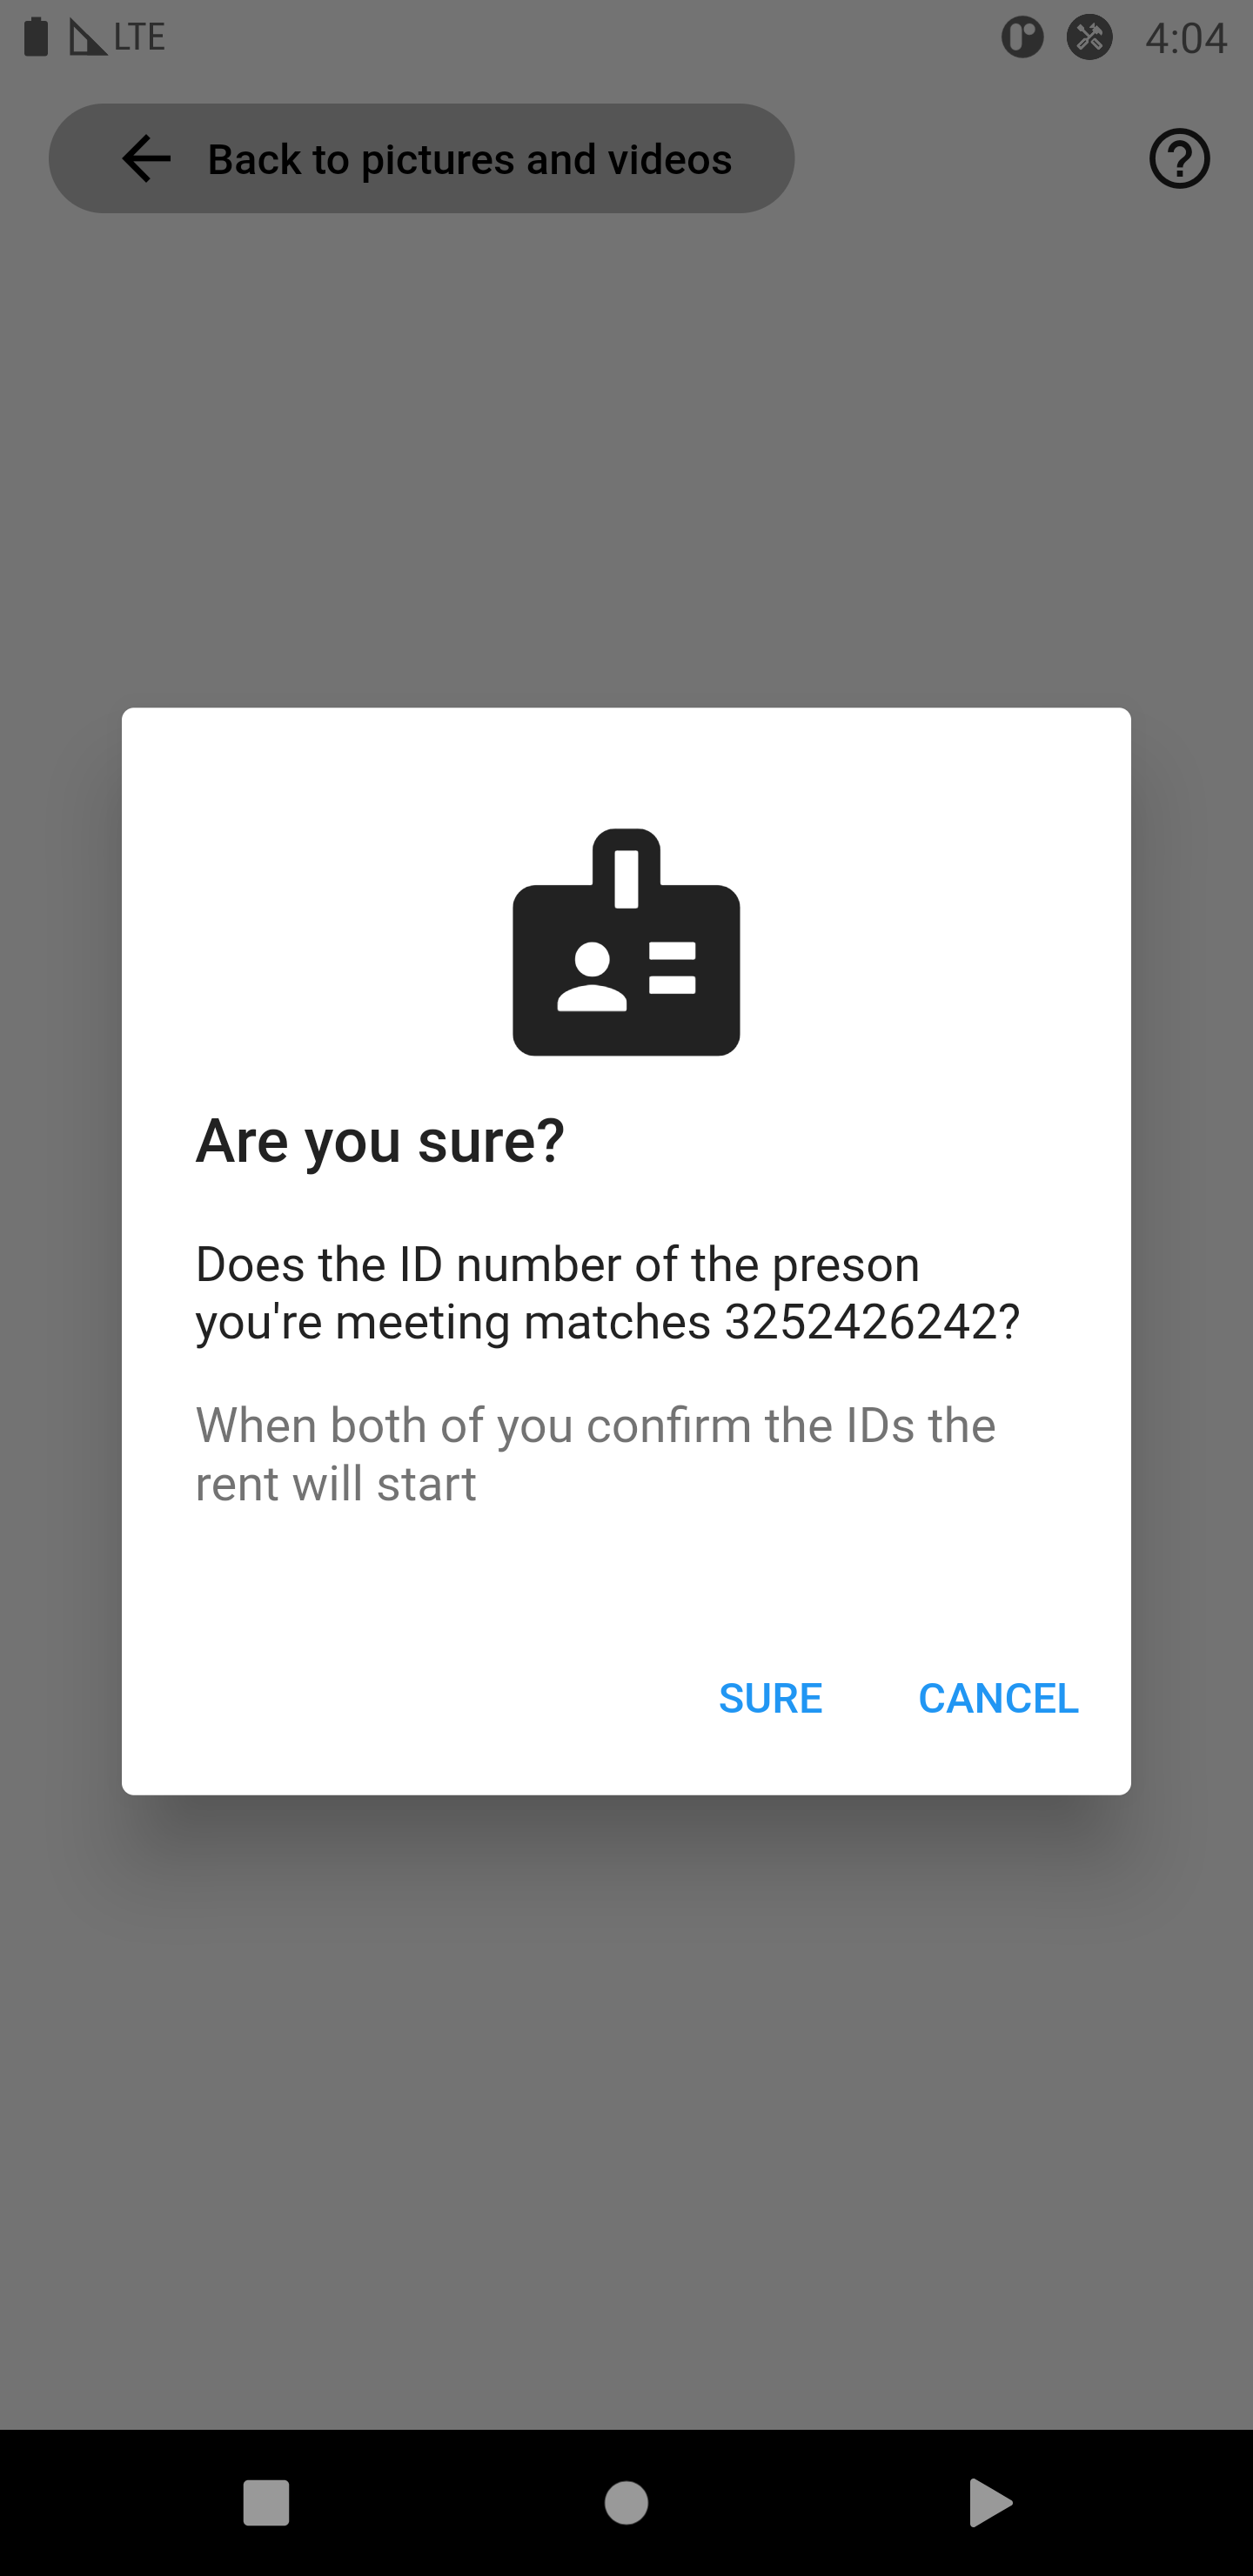 LTE
4:04
Back to pictures and videos
Are you sure?
Does the ID number of the preson
you're meeting matches 3252426242?
When both of you confirm the IDs the
rent will start
SURE
CANCEL